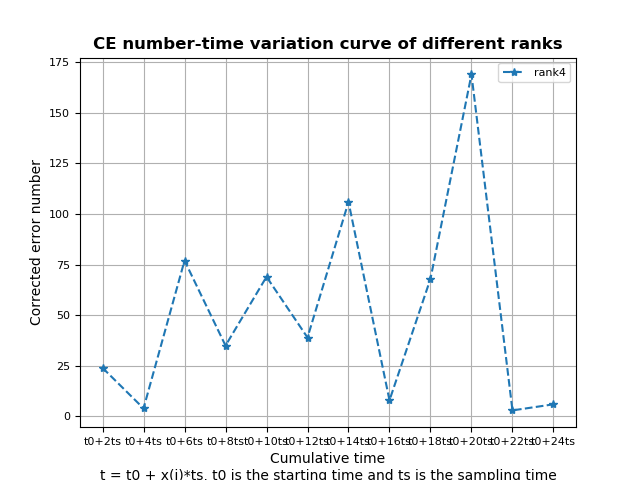 CE number-time variation curve of different ranks
rank4
Corrected error number
175
150
125
100
75
50
25
0
t0+2ts t0+4ts t0+6ts t0+8ts t0+10ts t0+12ts t0+14ts t0+16ts t0+18ts t0+20ts t0+22ts t0+24ts
Cumulative time
t = t0 + x(i)*ts, t0 is the starting time and ts is the sampling time